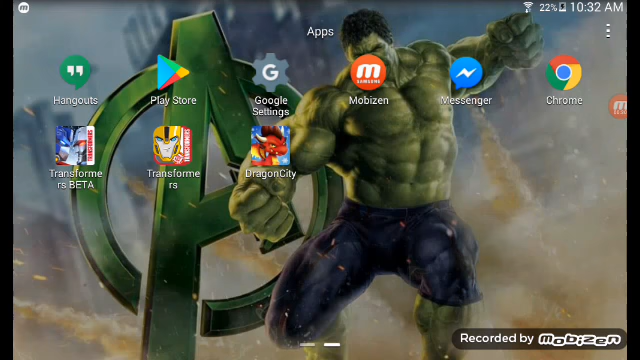 22% 10:32 AM
Apps
Hangouts
Play Store
Google
Settings
Mobizen
Messenger
Chrome
Transforme
rs BETA
Transforme
rs
DragonCity
Recorded by MOBIZEN